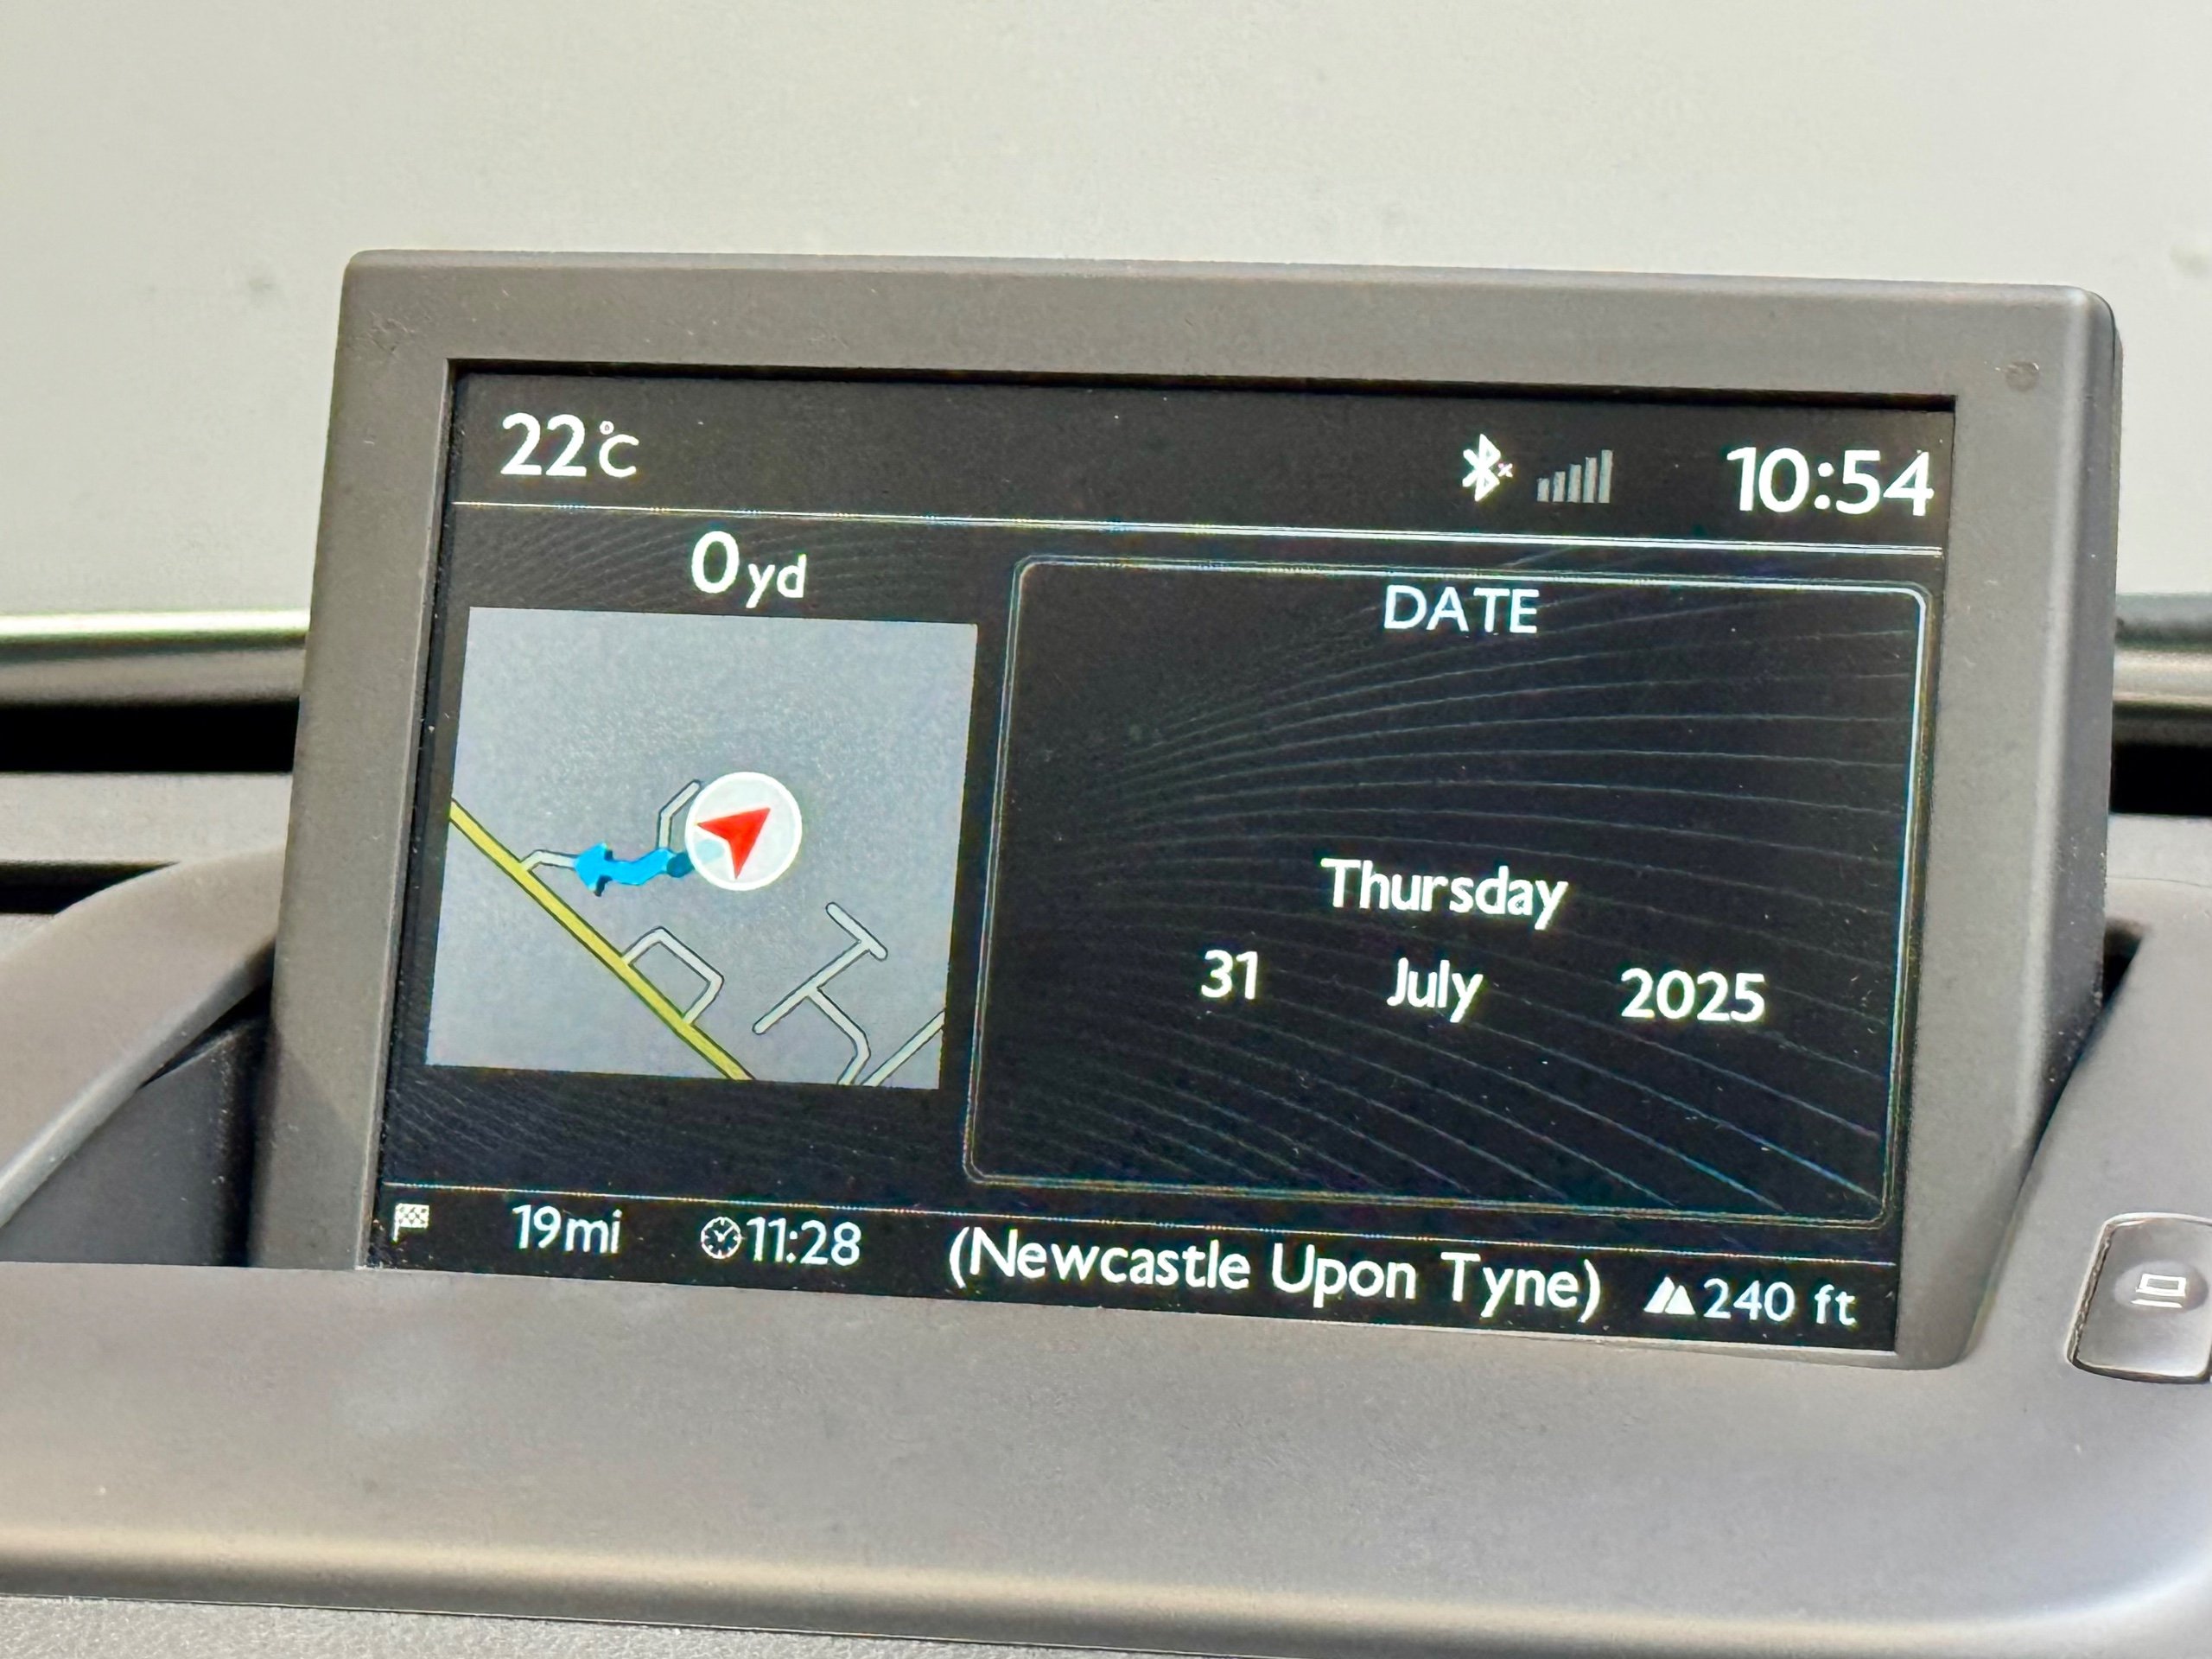 22°C 10:54
0yd
DATE
Thursday
31 July 2025
19mi 11:28 (Newcastle Upon Tyne) 240 ft